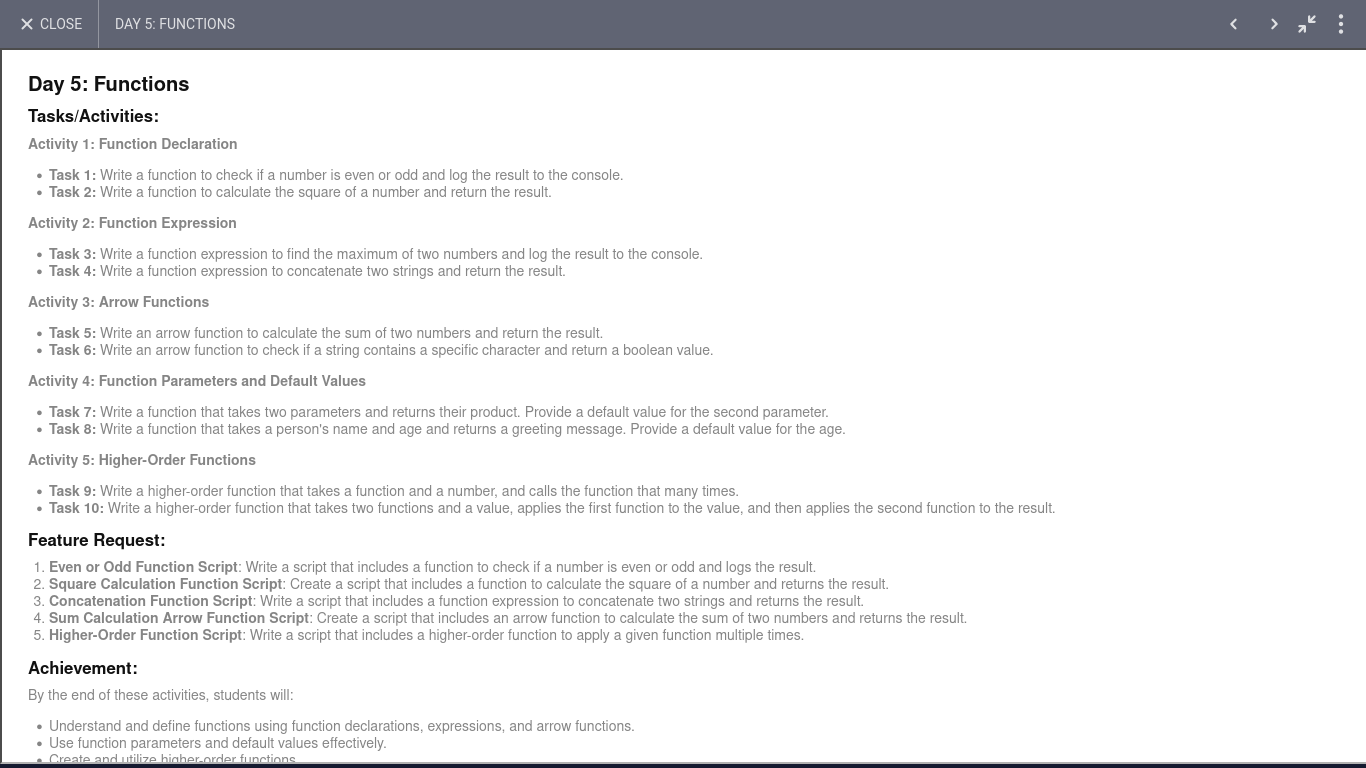 CLOSE
DAY 5: FUNCTIONS
Day 5: Functions
Tasks/Activities:
Activity 1: Function Declaration
• Task 1: Write a function to check if a number is even or odd and log the result to the console.
• Task 2: Write a function to calculate the square of a number and return the result.
Activity 2: Function Expression
• Task 3: Write a function expression to find the maximum of two numbers and log the result to the console.
• Task 4: Write a function expression to concatenate two strings and return the result.
Activity 3: Arrow Functions
• Task 5: Write an arrow function to calculate the sum of two numbers and return the result.
• Task 6: Write an arrow function to check if a string contains a specific character and return a boolean value.
Activity 4: Function Parameters and Default Values
• Task 7: Write a function that takes two parameters and returns their product. Provide a default value for the second parameter.
• Task 8: Write a function that takes a person's name and age and returns a greeting message. Provide a default value for the age.
Activity 5: Higher-Order Functions
• Task 9: Write a higher-order function that takes a function and a number, and calls the function that many times.
• Task 10: Write a higher-order function that takes two functions and a value, applies the first function to the value, and then applies the second function to the result.
Feature Request:
1. Even or Odd Function Script: Write a script that includes a function to check if a number is even or odd and logs the result.
2. Square Calculation Function Script: Create a script that includes a function to calculate the square of a number and returns the result.
3. Concatenation Function Script: Write a script that includes a function expression to concatenate two strings and returns the result.
4. Sum Calculation Arrow Function Script: Create a script that includes an arrow function to calculate the sum of two numbers and returns the result.
5. Higher-Order Function Script: Write a script that includes a higher-order function to apply a given function multiple times.
Achievement:
By the end of these activities, students will:
• Understand and define functions using function declarations, expressions, and arrow functions.
• Use function parameters and default values effectively.
• Create and utilize higher-order functions.